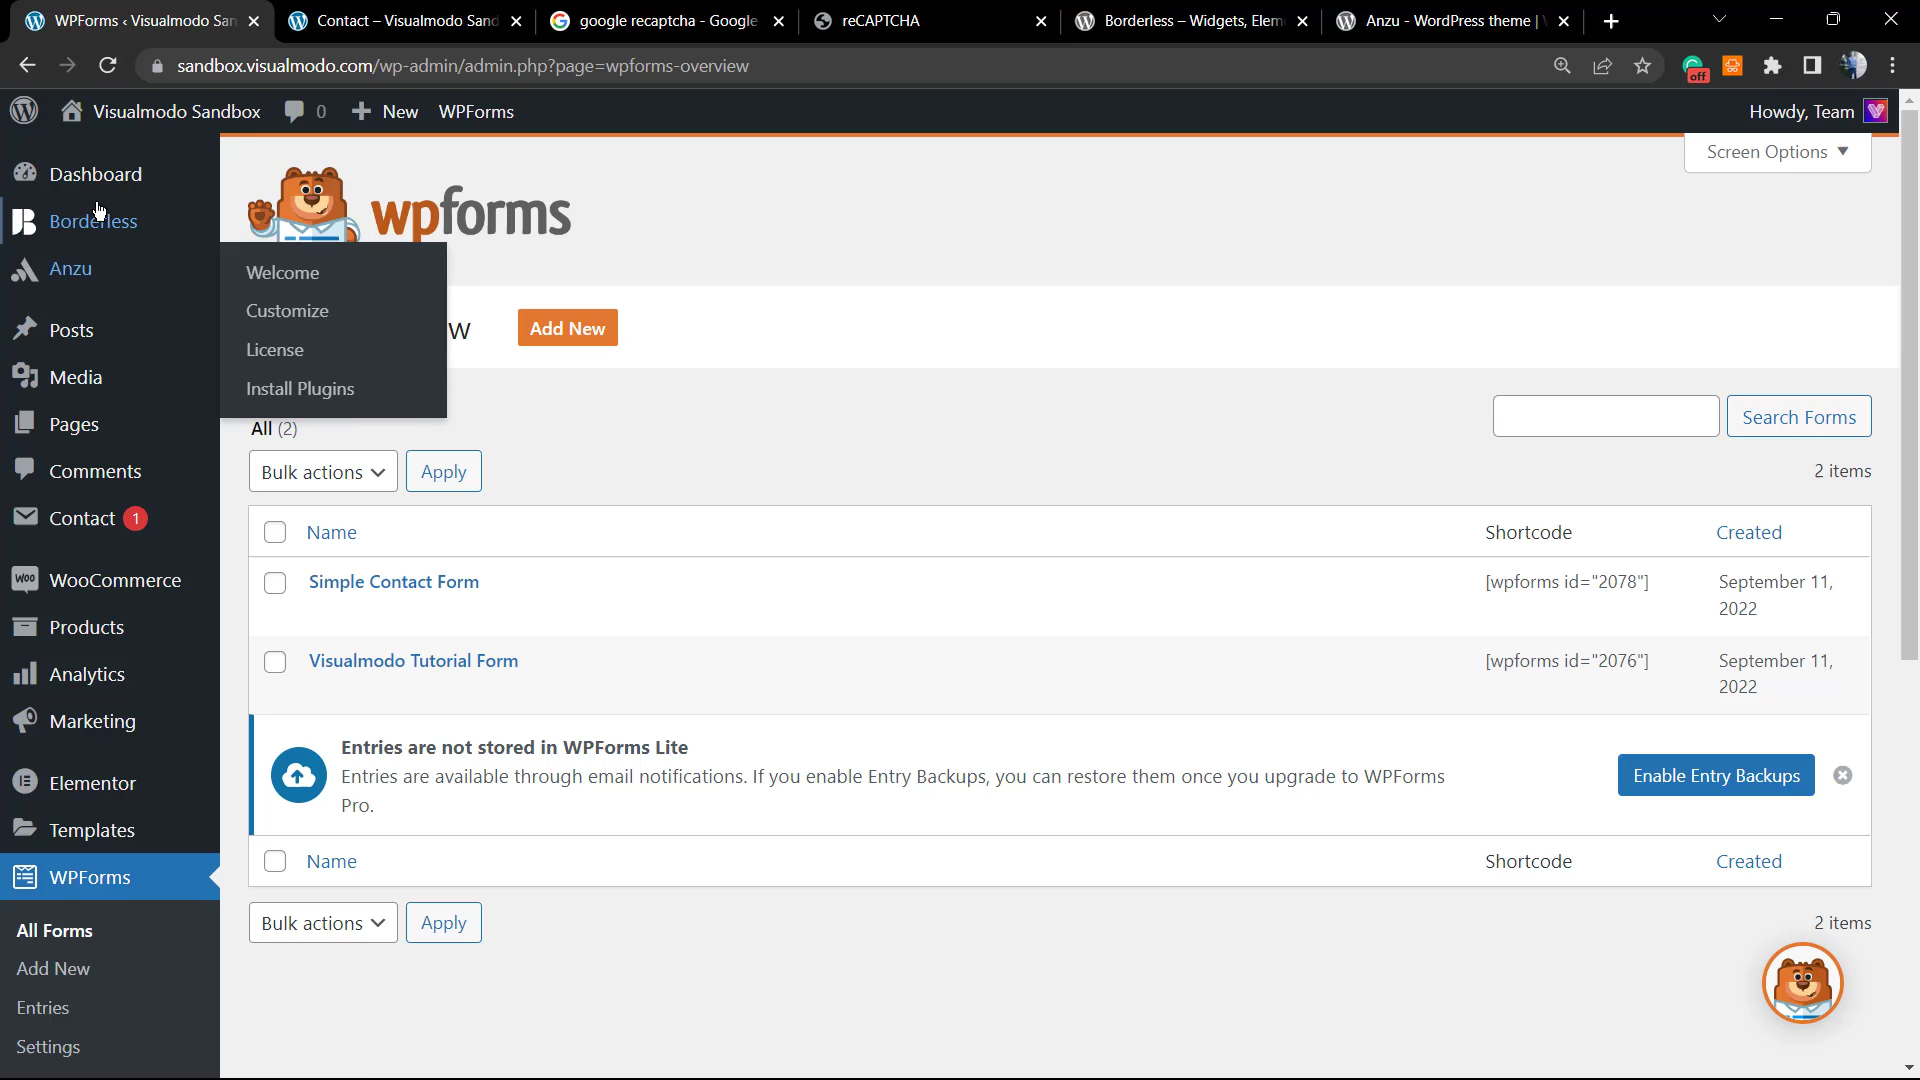 WPForms ‹ Visualmodo San
Contact – Visualmodo Sand
google recaptcha - Google
reCAPTCHA
Borderless – Widgets, Elem
Anzu - WordPress theme |
sandbox.visualmodo.com/wp-admin/admin.php?page=wpforms-overview
off
Visualmodo Sandbox
0
New
WPForms
Howdy, Team
Dashboard
Borderless
Anzu
Posts
Media
Pages
Comments
Contact 1
WooCommerce
Products
Analytics
Marketing
Elementor
Templates
WPForms
All Forms
Add New
Entries
Settings
Welcome
Customize
License
Install Plugins
Screen Options
wpforms
w
Add New
All (2)
Search Forms
Bulk actions
Apply
2 items
Name
Shortcode
Created
Simple Contact Form
[wpforms id="2078"]
September 11,
2022
Visualmodo Tutorial Form
[wpforms id="2076"]
September 11,
2022
Entries are not stored in WPForms Lite
Entries are available through email notifications. If you enable Entry Backups, you can restore them once you upgrade to WPForms
Pro.
Enable Entry Backups
Name
Shortcode
Created
Bulk actions
Apply
2 items